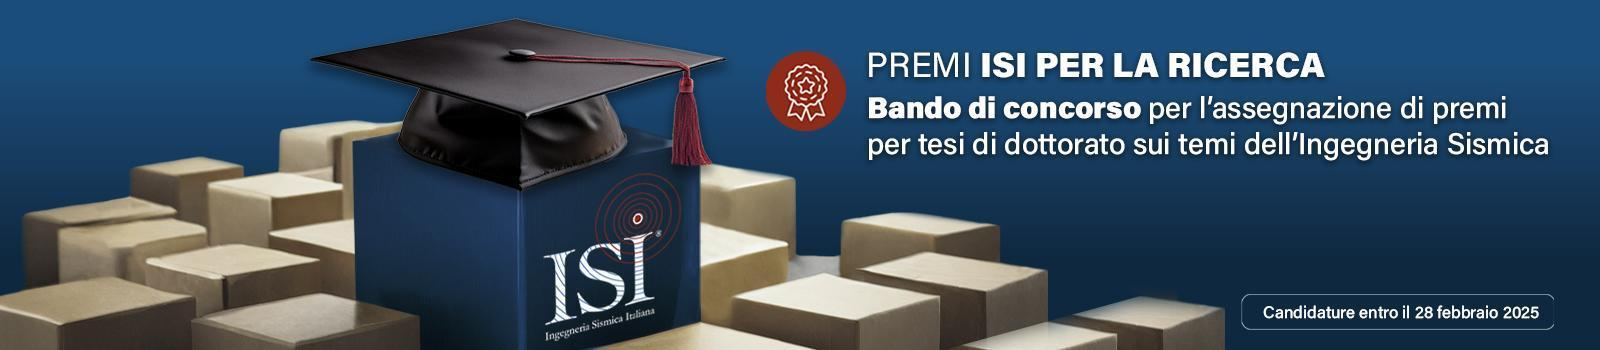 PREMI ISI PER LA RICERCA
Bando di concorso per l'assegnazione di premi
per tesi di dottorato sui temi dell'Ingegneria Sismica
ISI®
Ingegneria Sismica Italiana
Candidature entro il 28 febbraio 2025